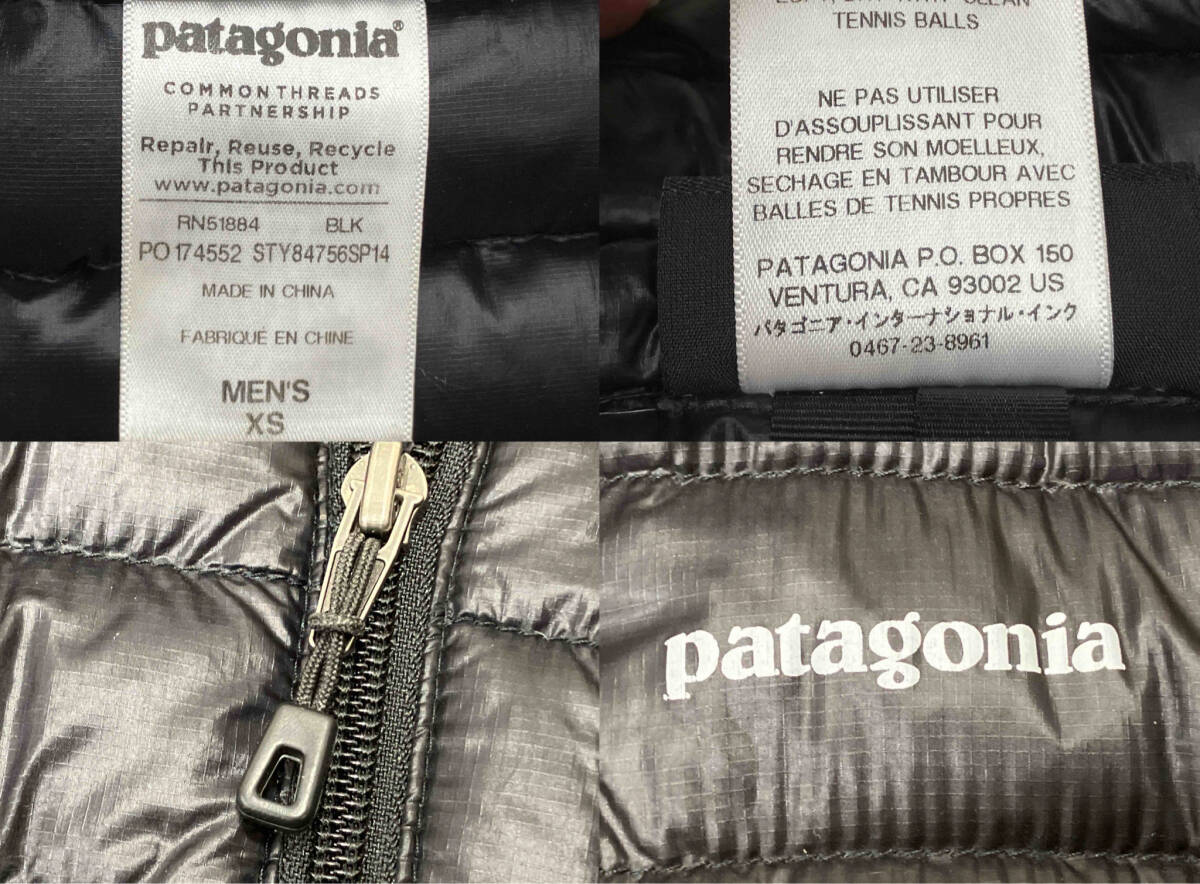 patagonia®
COMMON THREADS
PARTNERSHIP
Repair, Reuse, Recycle
This Product
www.patagonia.com
RN51884 BLK
PO 174552 STY84756SP14
MADE IN CHINA
FABRIQUÉ EN CHINE
MEN'S
XS
TENNIS BALLS
NE PAS UTILISER
D'ASSOUPLISSANT POUR
RENDRE SON MOELLEUX,
SECHAGE EN TAMBOUR AVEC
BALLES DE TENNIS PROPRES
PATAGONIA P.O. BOX 150
VENTURA, CA 93002 US
パタゴニア・インターナショナル・インク
0467-23-8961
patagonia